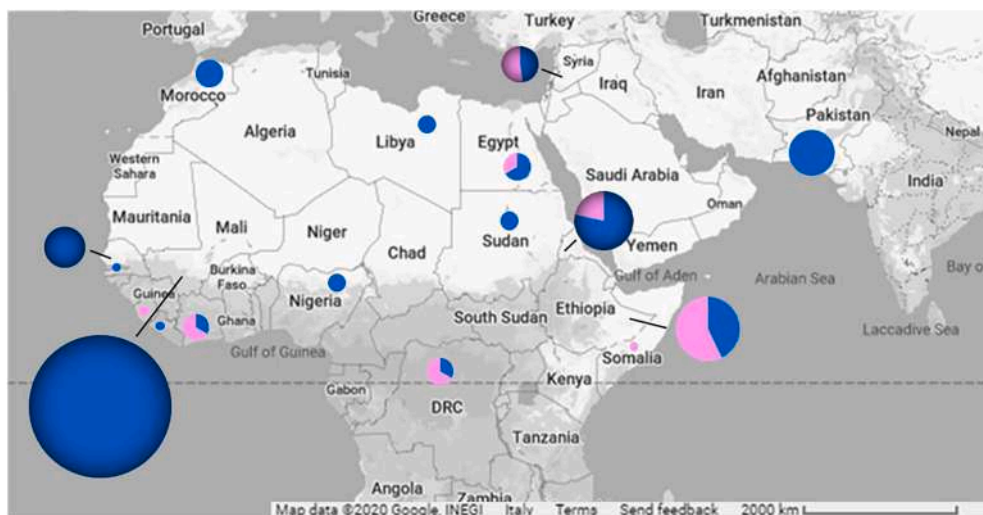 Portugal
Greece
Turkey
Turkmenistan
Tunisia
Syria
Iraq
Iran
Afghanistan
Morocco
Algeria
Libya
Egypt
Pakistan
Nepal
Western
Sahara
Saudi Arabia
India
Oman
Mauritania
Mali
Niger
Chad
Sudan
Yemen
Burkina
Faso
Gulf of Aden
Arabian Sea
Bay o
Guinea
Nigeria
Ethiopia
Ghana
South Sudan
Laccadive Sea
Gulf of Guinea
Somalia
Gabon
Kenya
DRC
Tanzania
Angola
Zambia
Map data ©2020 Google, INEGI Italy Terms Send feedback 2000 km